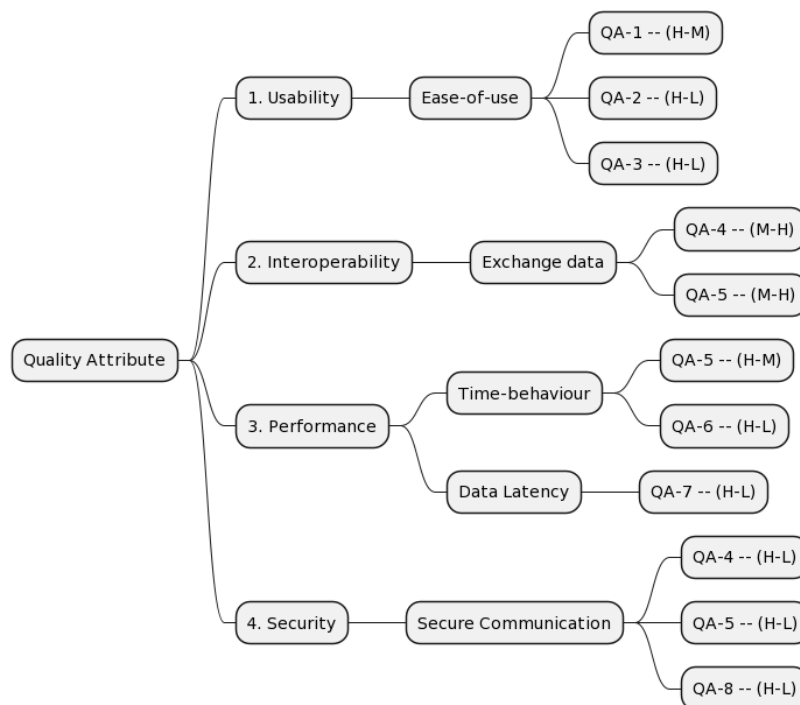 QA-1 -- (H-M)
1. Usability
Ease-of-use
QA-2 -- (H-L)
QA-3 -- (H-L)
QA-4 -- (M-H)
2. Interoperability
Exchange data
QA-5 -- (M-H)
Quality Attribute
QA-5 -- (H-M)
Time-behaviour
3. Performance
QA-6 -- (H-L)
Data Latency
QA-7 -- (H-L)
QA-4 -- (H-L)
4. Security
Secure Communication
QA-5 -- (H-L)
QA-8 -- (H-L)